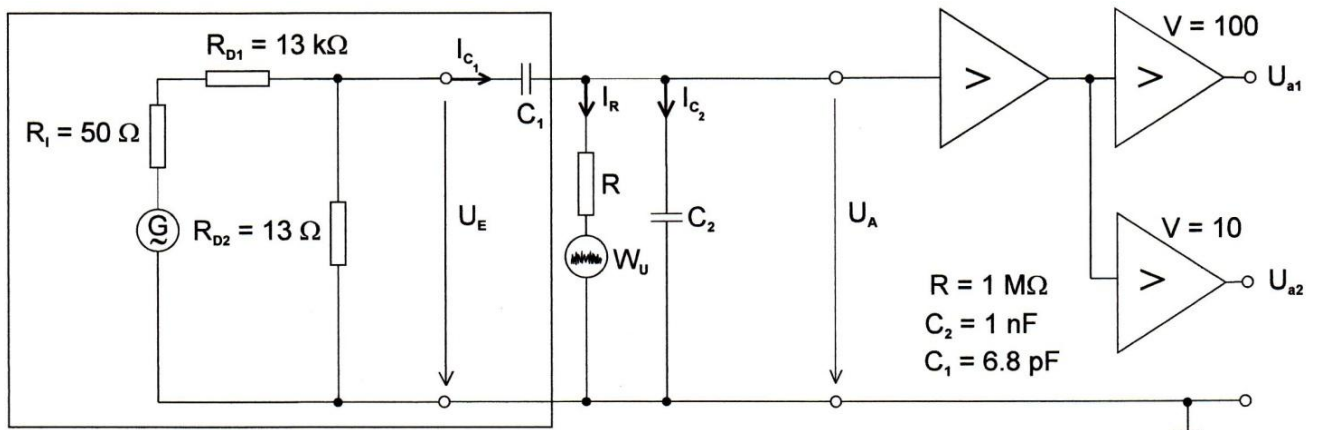 R_D1 = 13 kΩ
I_C1
V = 100
>
>
U_a1
C_1
I_R
I_C2
R_I = 50 Ω
R
G
~
R_D2 = 13 Ω
U_E
C_2
U_A
V = 10
W_U
>
U_a2
R = 1 MΩ
C_2 = 1 nF
C_1 = 6.8 pF